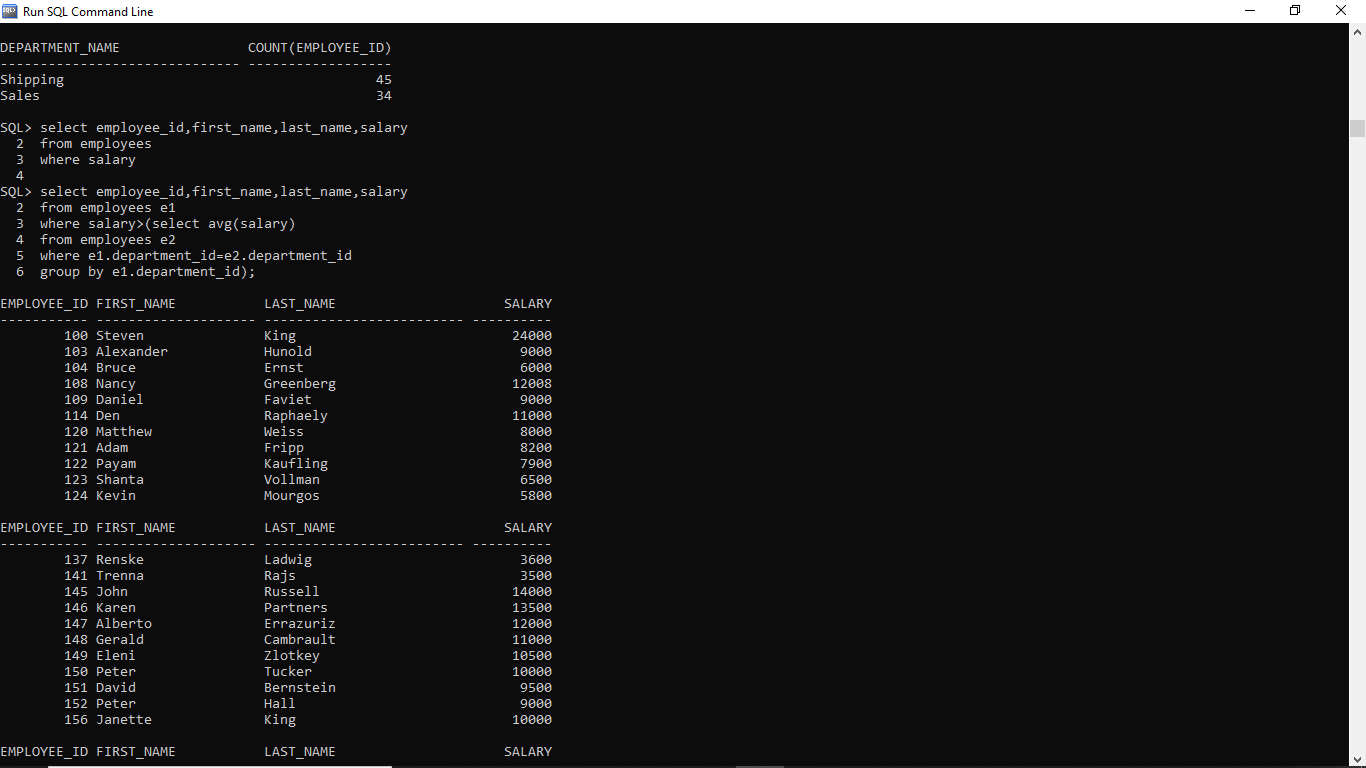 Run SQL Command Line
DEPARTMENT_NAME                COUNT(EMPLOYEE_ID)
------------------------------ ------------------
Shipping                                       45
Sales                                          34
SQL> select employee_id,first_name,last_name,salary
  2  from employees
  3  where salary
  4
SQL> select employee_id,first_name,last_name,salary
  2  from employees e1
  3  where salary>(select avg(salary)
  4  from employees e2
  5  where e1.department_id=e2.department_id
  6  group by e1.department_id);
EMPLOYEE_ID FIRST_NAME           LAST_NAME                     SALARY
----------- -------------------- ------------------------- ----------
        100 Steven               King                           24000
        103 Alexander            Hunold                          9000
        104 Bruce                Ernst                           6000
        108 Nancy                Greenberg                      12008
        109 Daniel               Faviet                          9000
        114 Den                  Raphaely                       11000
        120 Matthew              Weiss                           8000
        121 Adam                 Fripp                           8200
        122 Payam                Kaufling                        7900
        123 Shanta               Vollman                         6500
        124 Kevin                Mourgos                         5800
EMPLOYEE_ID FIRST_NAME           LAST_NAME                     SALARY
----------- -------------------- ------------------------- ----------
        137 Renske               Ladwig                          3600
        141 Trenna               Rajs                            3500
        145 John                 Russell                        14000
        146 Karen                Partners                       13500
        147 Alberto              Errazuriz                      12000
        148 Gerald               Cambrault                      11000
        149 Eleni                Zlotkey                        10500
        150 Peter                Tucker                         10000
        151 David                Bernstein                       9500
        152 Peter                Hall                            9000
        156 Janette              King                           10000
EMPLOYEE_ID FIRST_NAME           LAST_NAME                     SALARY